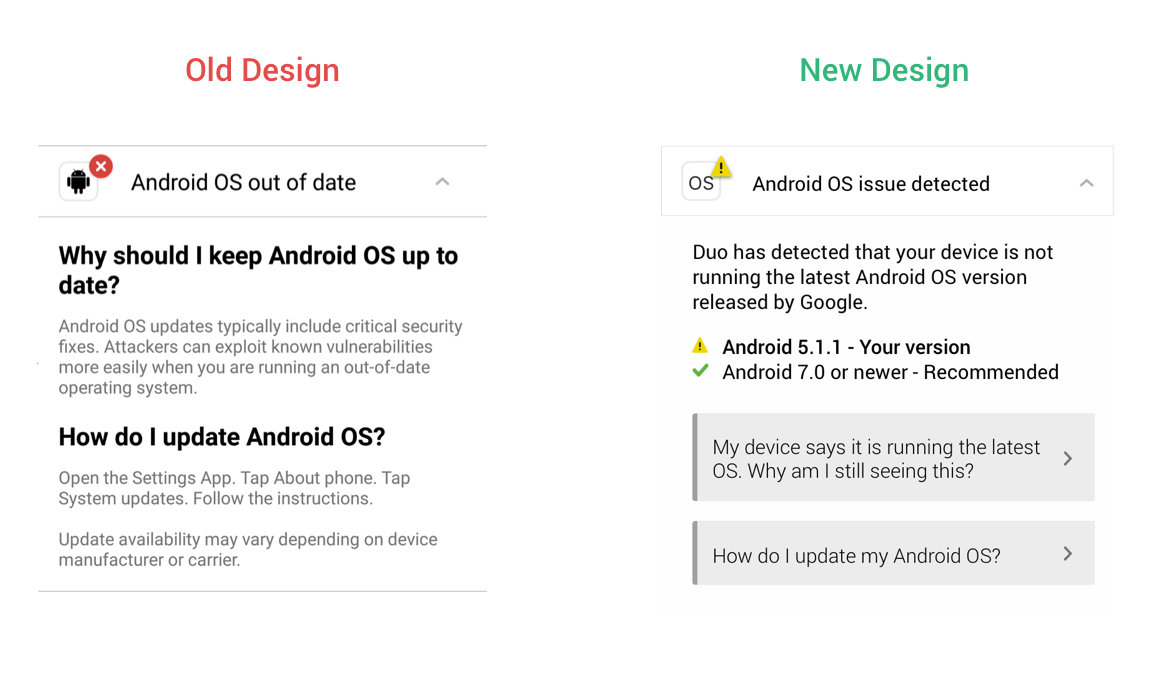 Old Design
Android OS out of date
Why should I keep Android OS up to
date?
Android OS updates typically include critical security
fixes. Attackers can exploit known vulnerabilities
more easily when you are running an out-of-date
operating system.
How do I update Android OS?
Open the Settings App. Tap About phone. Tap
System updates. Follow the instructions.
Update availability may vary depending on device
manufacturer or carrier.
New Design
OS
Android OS issue detected
Duo has detected that your device is not
running the latest Android OS version
released by Google.
Android 5.1.1 - Your version
Android 7.0 or newer - Recommended
My device says it is running the latest
OS. Why am I still seeing this?
How do I update my Android OS?